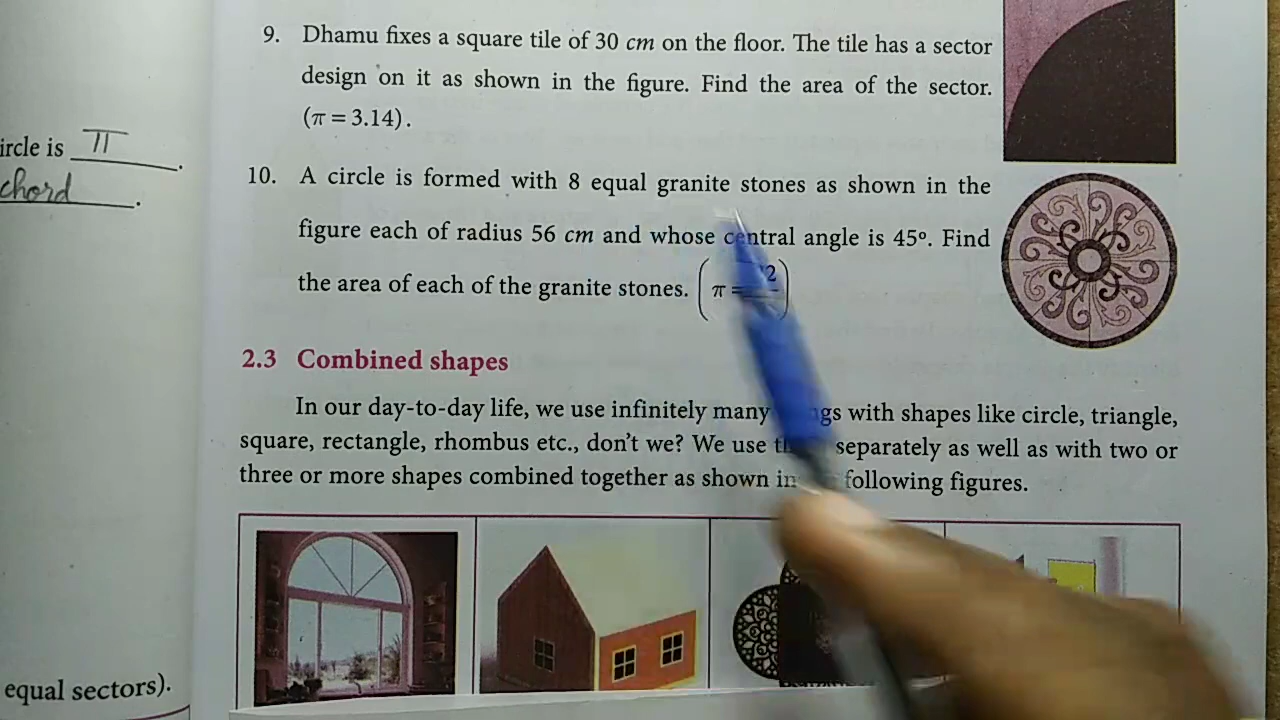 ircle is π.
chord.
equal sectors).
9. Dhamu fixes a square tile of 30 cm on the floor. The tile has a sector
design on it as shown in the figure. Find the area of the sector.
(π = 3.14).
10. A circle is formed with 8 equal granite stones as shown in the
figure each of radius 56 cm and whose central angle is 45°. Find
the area of each of the granite stones. (π = 2)
2.3 Combined shapes
In our day-to-day life, we use infinitely many gs with shapes like circle, triangle,
square, rectangle, rhombus etc., don't we? We use separately as well as with two or
three or more shapes combined together as shown in following figures.